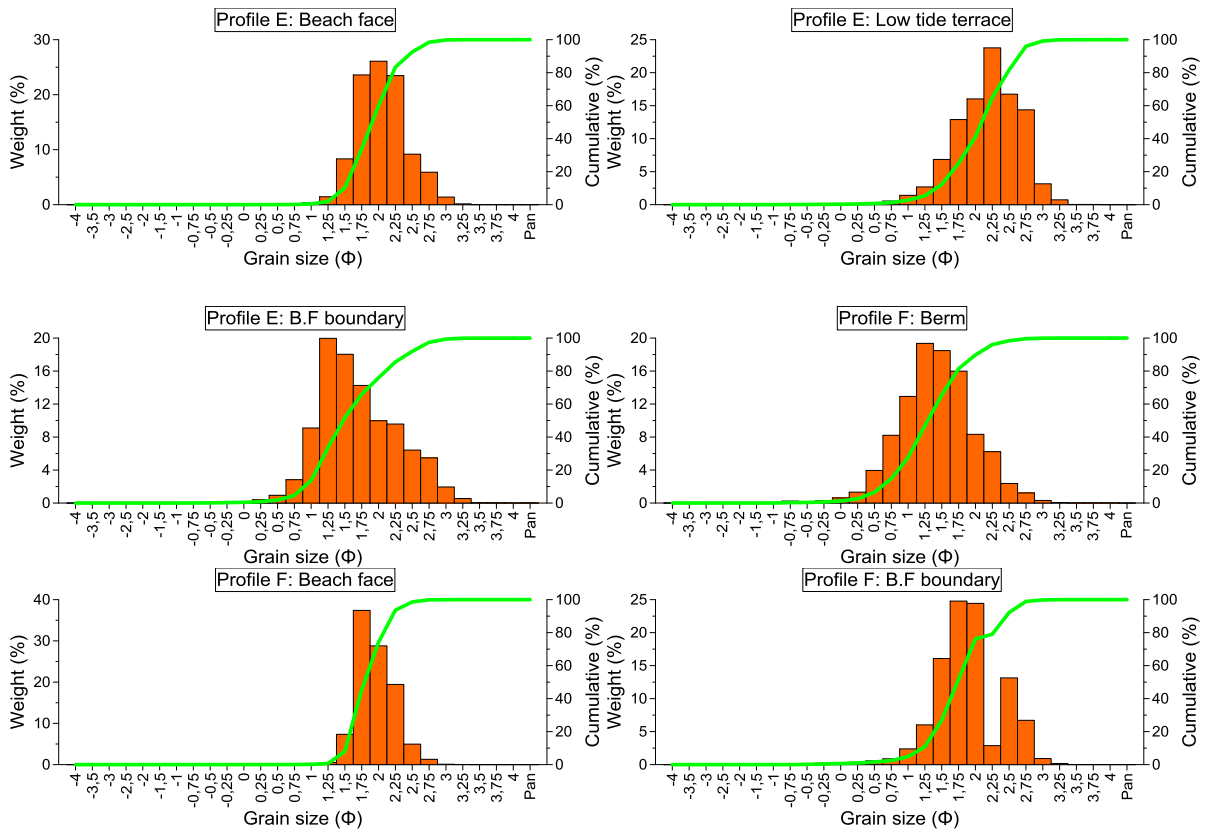 Profile E: Beach face
Weight (%)
30
20
10
0
100
80
60
40
20
0
Cumulative (%)
-4 -3,5 -3 -2,5 -2 -1,5 -1 -0,75 -0,5 -0,25 0 0,25 0,5 0,75 1 1,25 1,5 1,75 2 2,25 2,5 2,75 3 3,25 3,5 3,75 4 Pan
Grain size (Φ)
Profile E: Low tide terrace
Weight (%)
25
20
15
10
5
0
100
80
60
40
20
0
Cumulative (%)
-4 -3,5 -3 -2,5 -2 -1,5 -1 -0,75 -0,5 -0,25 0 0,25 0,5 0,75 1 1,25 1,5 1,75 2 2,25 2,5 2,75 3 3,25 3,5 3,75 4 Pan
Grain size (Φ)
Profile E: B.F boundary
Weight (%)
20
16
12
8
4
0
100
80
60
40
20
0
Cumulative (%)
-4 -3,5 -3 -2,5 -2 -1,5 -1 -0,75 -0,5 -0,25 0 0,25 0,5 0,75 1 1,25 1,5 1,75 2 2,25 2,5 2,75 3 3,25 3,5 3,75 4 Pan
Grain size (Φ)
Profile F: Berm
Weight (%)
20
16
12
8
4
0
100
80
60
40
20
0
Cumulative (%)
-4 -3,5 -3 -2,5 -2 -1,5 -1 -0,75 -0,5 -0,25 0 0,25 0,5 0,75 1 1,25 1,5 1,75 2 2,25 2,5 2,75 3 3,25 3,5 3,75 4 Pan
Grain size (Φ)
Profile F: Beach face
Weight (%)
40
30
20
10
0
100
80
60
40
20
0
Cumulative (%)
-4 -3,5 -3 -2,5 -2 -1,5 -1 -0,75 -0,5 -0,25 0 0,25 0,5 0,75 1 1,25 1,5 1,75 2 2,25 2,5 2,75 3 3,25 3,5 3,75 4 Pan
Grain size (Φ)
Profile F: B.F boundary
Weight (%)
25
20
15
10
5
0
100
80
60
40
20
0
Cumulative (%)
-4 -3,5 -3 -2,5 -2 -1,5 -1 -0,75 -0,5 -0,25 0 0,25 0,5 0,75 1 1,25 1,5 1,75 2 2,25 2,5 2,75 3 3,25 3,5 3,75 4 Pan
Grain size (Φ)